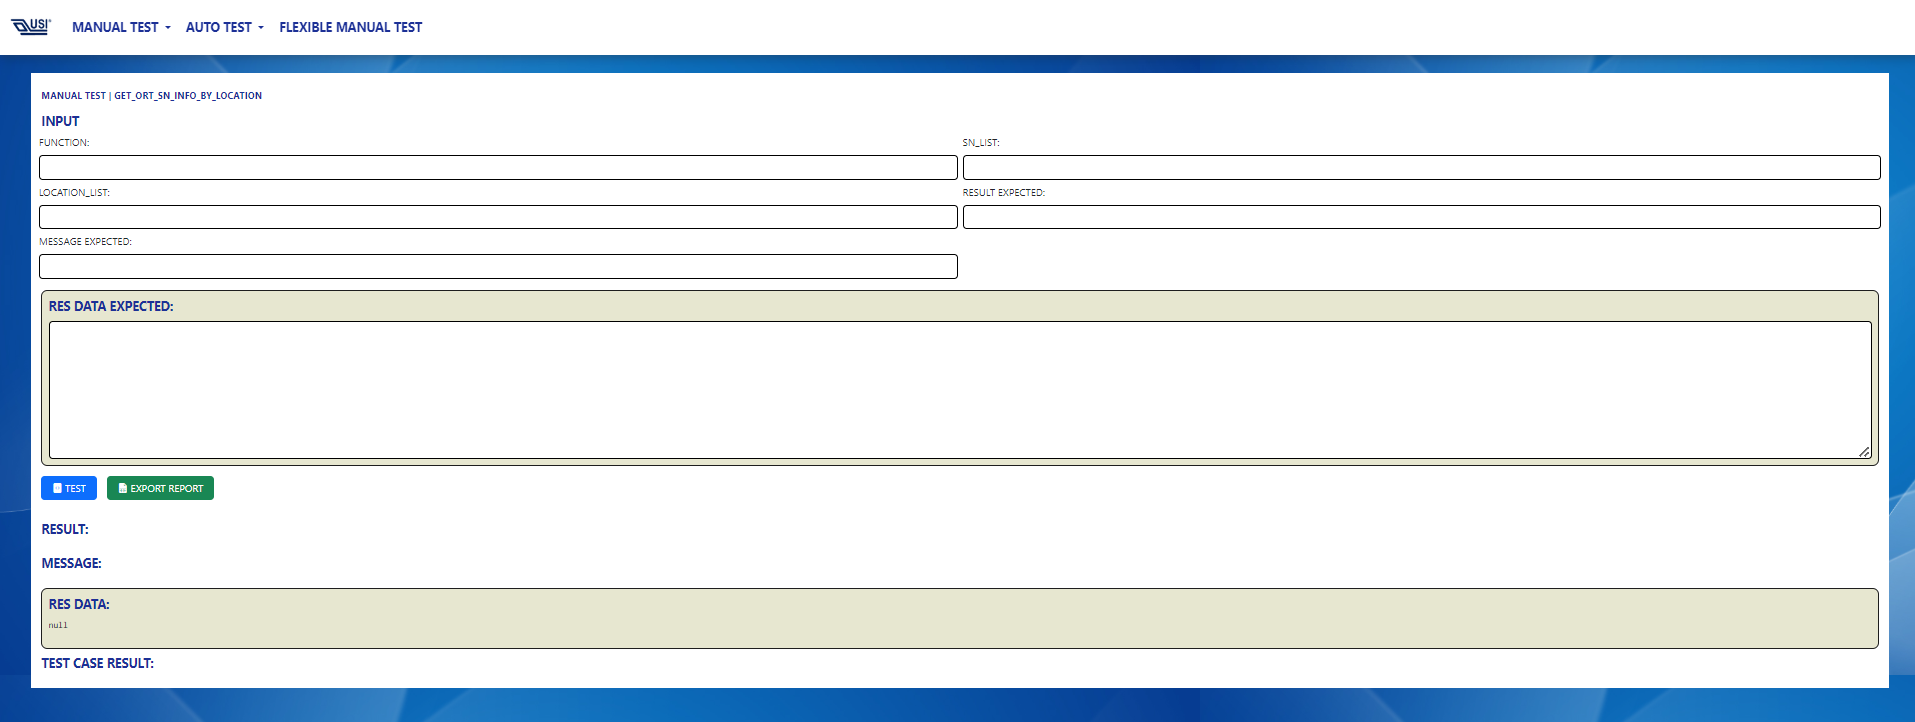 USI MANUAL TEST AUTO TEST FLEXIBLE MANUAL TEST
MANUAL TEST | GET_ORT_SN_INFO_BY_LOCATION
INPUT
FUNCTION: SN_LIST:
LOCATION_LIST: RESULT EXPECTED:
MESSAGE EXPECTED:
RES DATA EXPECTED:
TEST EXPORT REPORT
RESULT:
MESSAGE:
RES DATA:
null
TEST CASE RESULT: